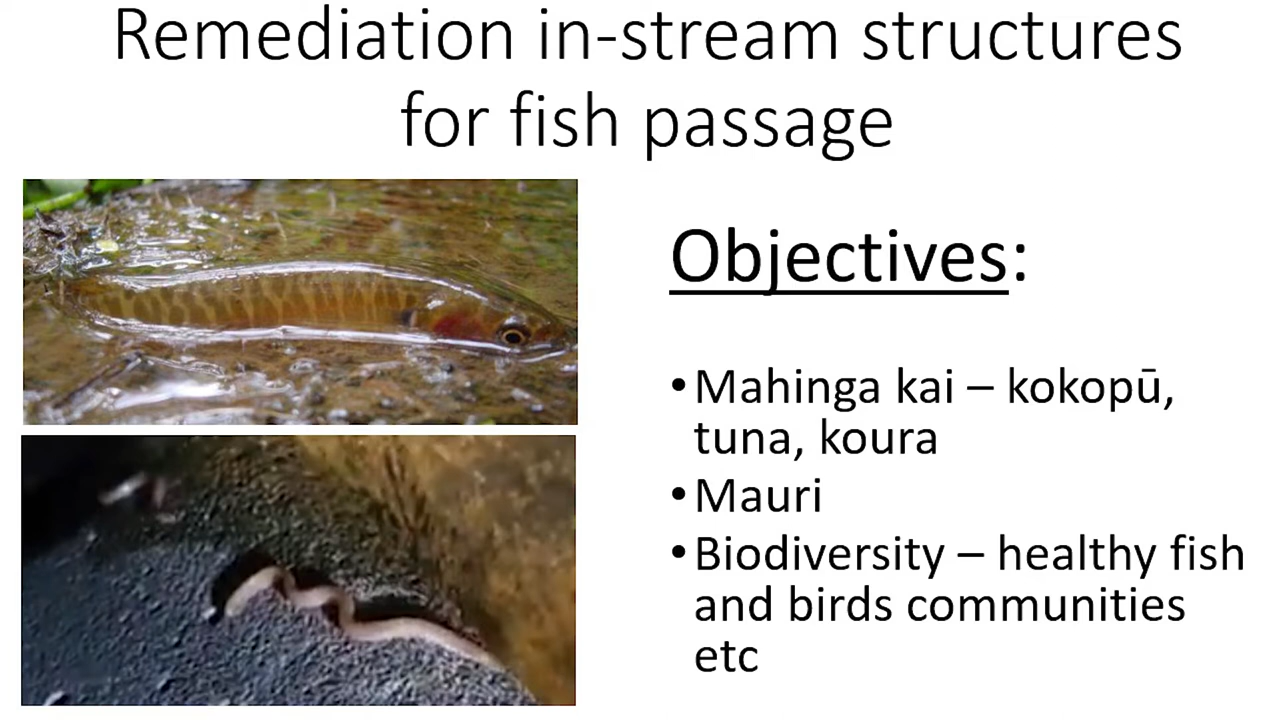 Remediation in-stream structures
for fish passage
Objectives:
•Mahinga kai – kokopū,
tuna, koura
•Mauri
•Biodiversity – healthy fish
and birds communities
etc